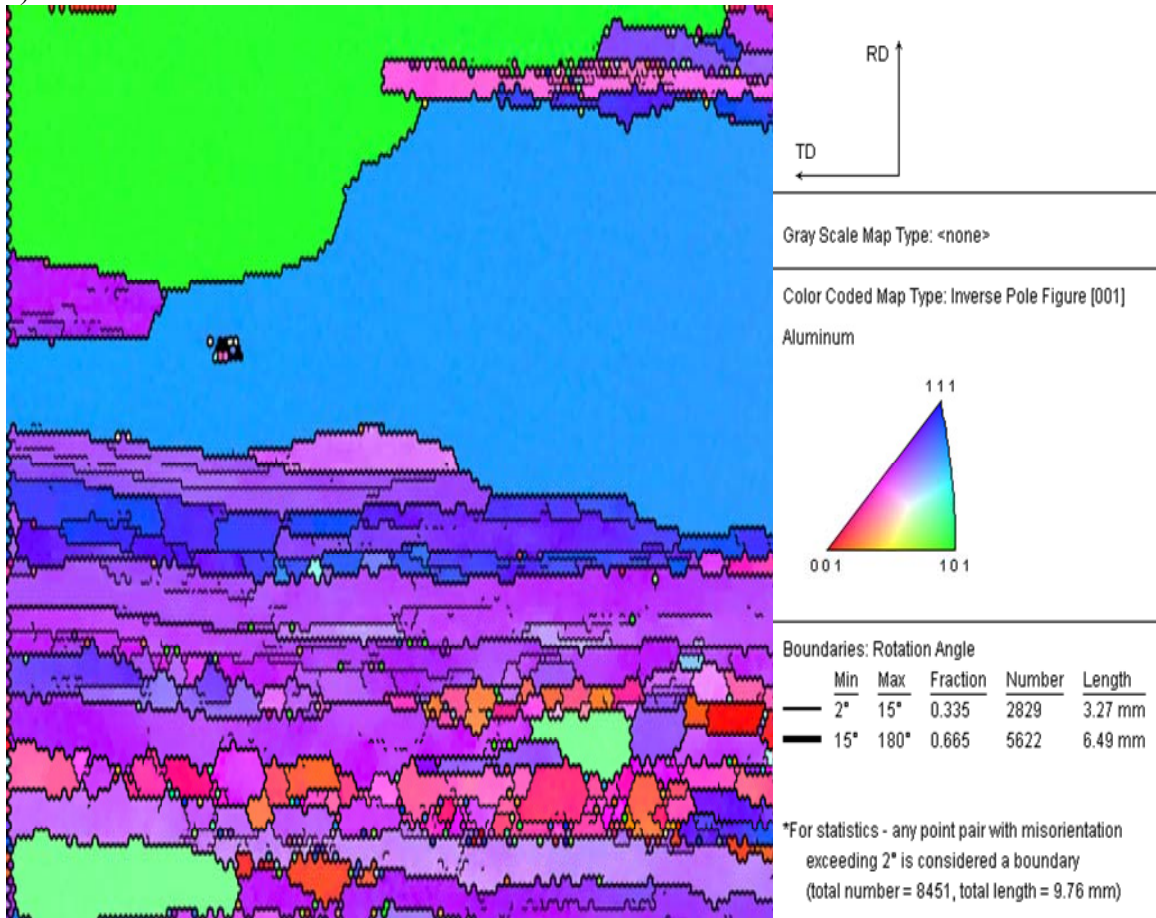 )
RD
TD
Gray Scale Map Type: <none>
Color Coded Map Type: Inverse Pole Figure [001]
Aluminum
111
001 101
Boundaries: Rotation Angle
Min Max Fraction Number Length
2° 15° 0.335 2829 3.27 mm
15° 180° 0.665 5622 6.49 mm
*For statistics - any point pair with misorientation
exceeding 2° is considered a boundary
(total number = 8451, total length = 9.76 mm)